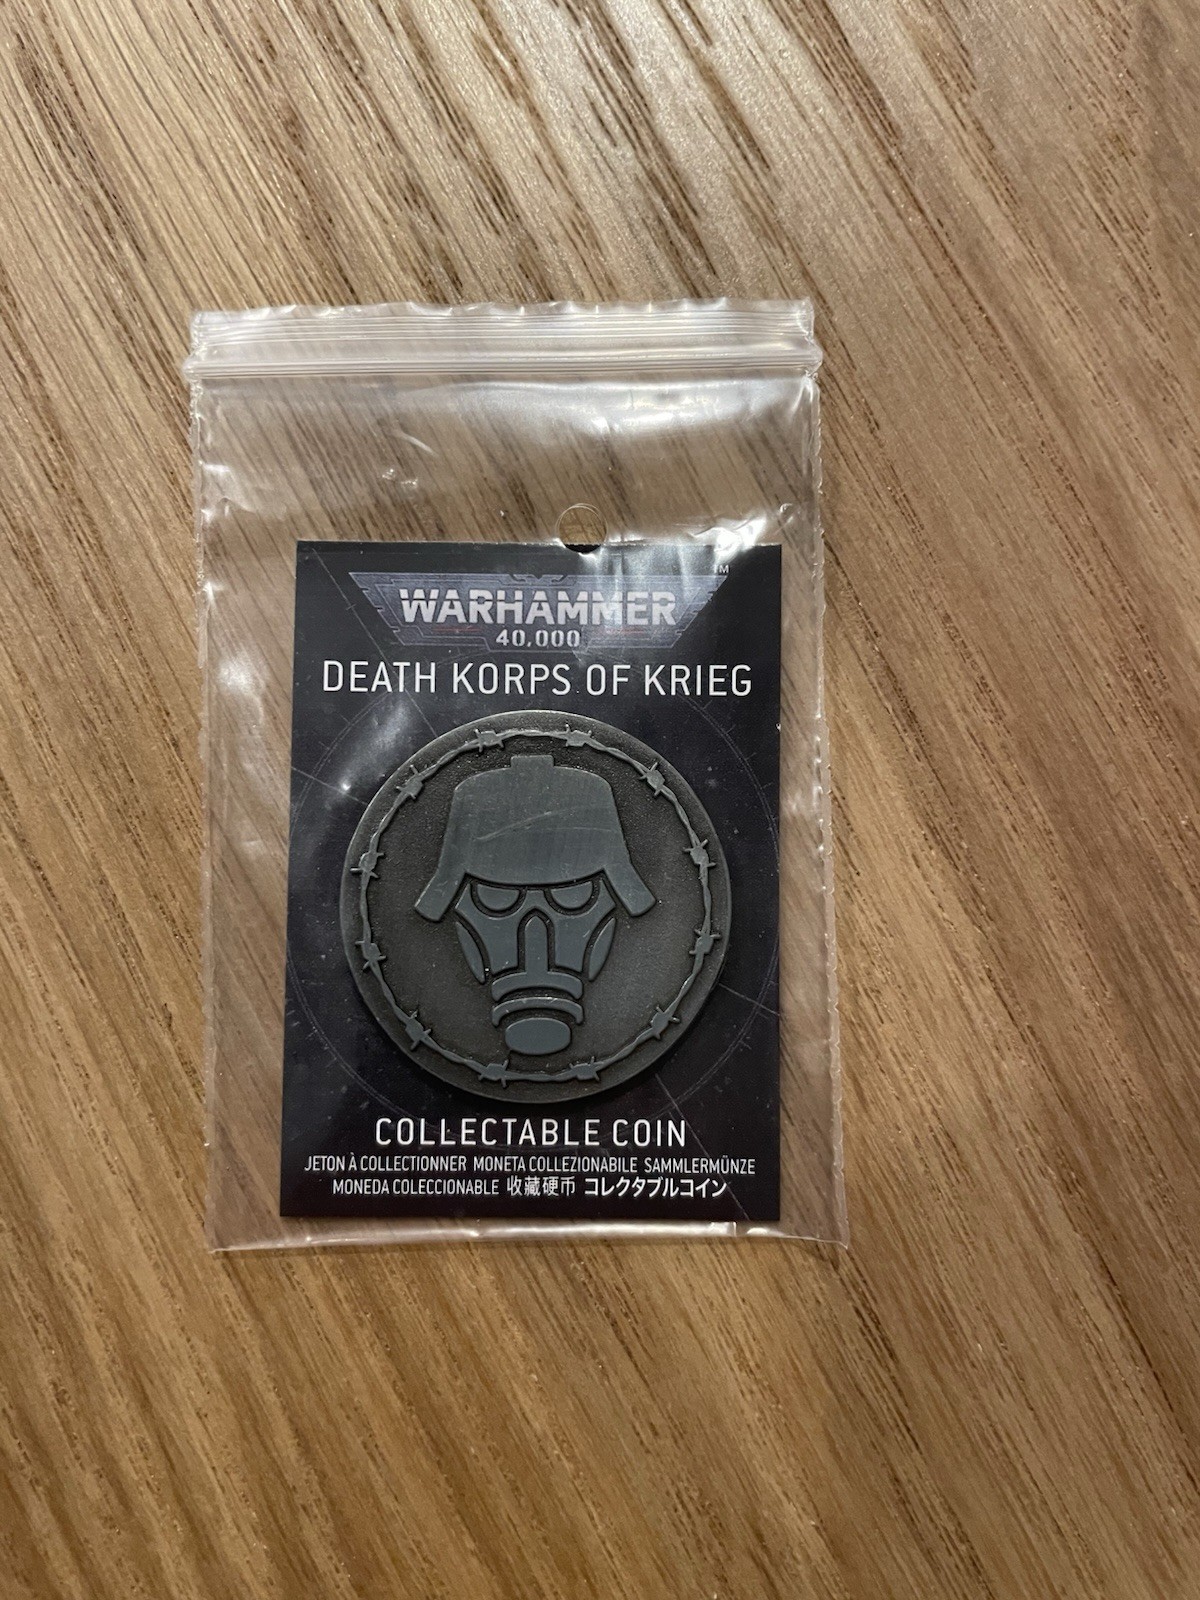 WARHAMMER
TM
40,000
DEATH KORPS OF KRIEG
COLLECTABLE COIN
JETON À COLLECTIONNER MONETA COLLEZIONABILE SAMMLERMÜNZE
MONEDA COLECCIONABLE 收藏硬币 コレクタブルコイン